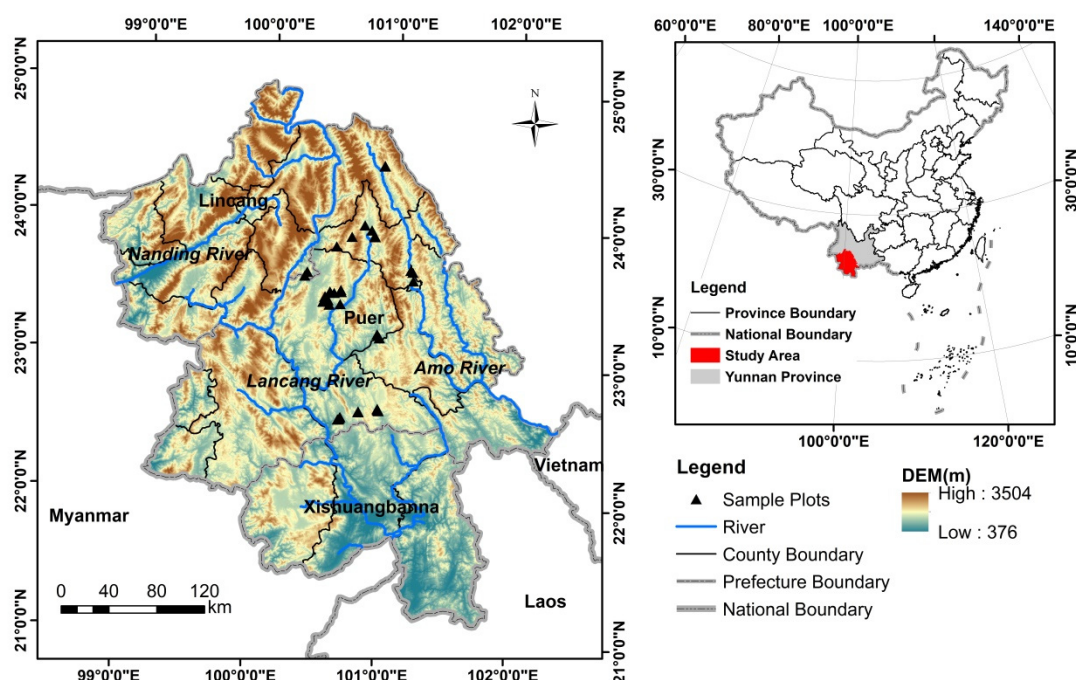 99°0'0"E 100°0'0"E 101°0'0"E 102°0'0"E
25°0'0"N
24°0'0"N
23°0'0"N
22°0'0"N
21°0'0"N
25°0'0"N
24°0'0"N
23°0'0"N
22°0'0"N
21°0'0"N
N
Lincang
Nanding River
Puer
Lancang River
Amo River
Vietnam
Xishuangbanna
Myanmar
Laos
0 40 80 120
km
99°0'0"E 100°0'0"E 101°0'0"E 102°0'0"E
60°0'0"E 80°0'0"E 100°0'0"E 120°0'0"E 140°0'0"E
30°0'0"N
10°0'0"N
30°0'0"N
10°0'0"N
Legend
Province Boundary
National Boundary
Study Area
Yunnan Province
100°0'0"E 120°0'0"E
Legend
Sample Plots
River
County Boundary
Prefecture Boundary
National Boundary
DEM(m)
High : 3504
Low : 376